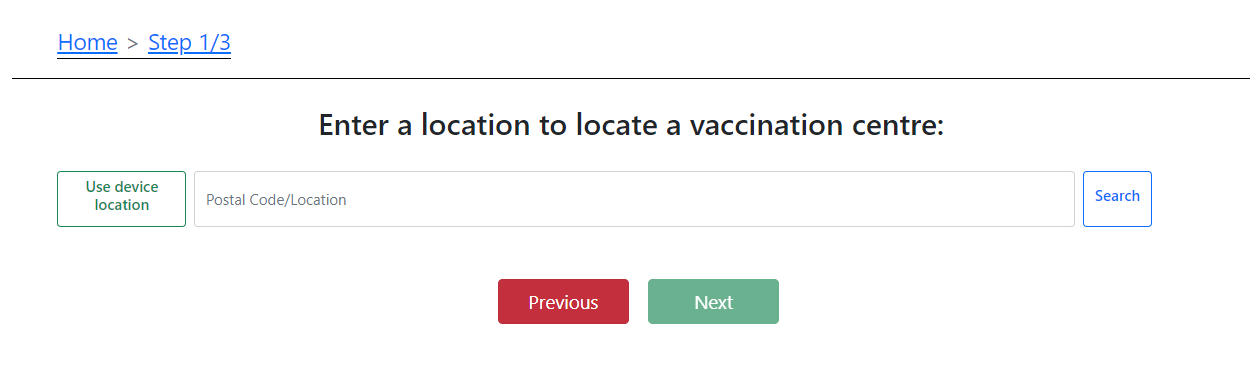 Home > Step 1/3
Enter a location to locate a vaccination centre:
Use device
location
Postal Code/Location
Search
Previous
Next